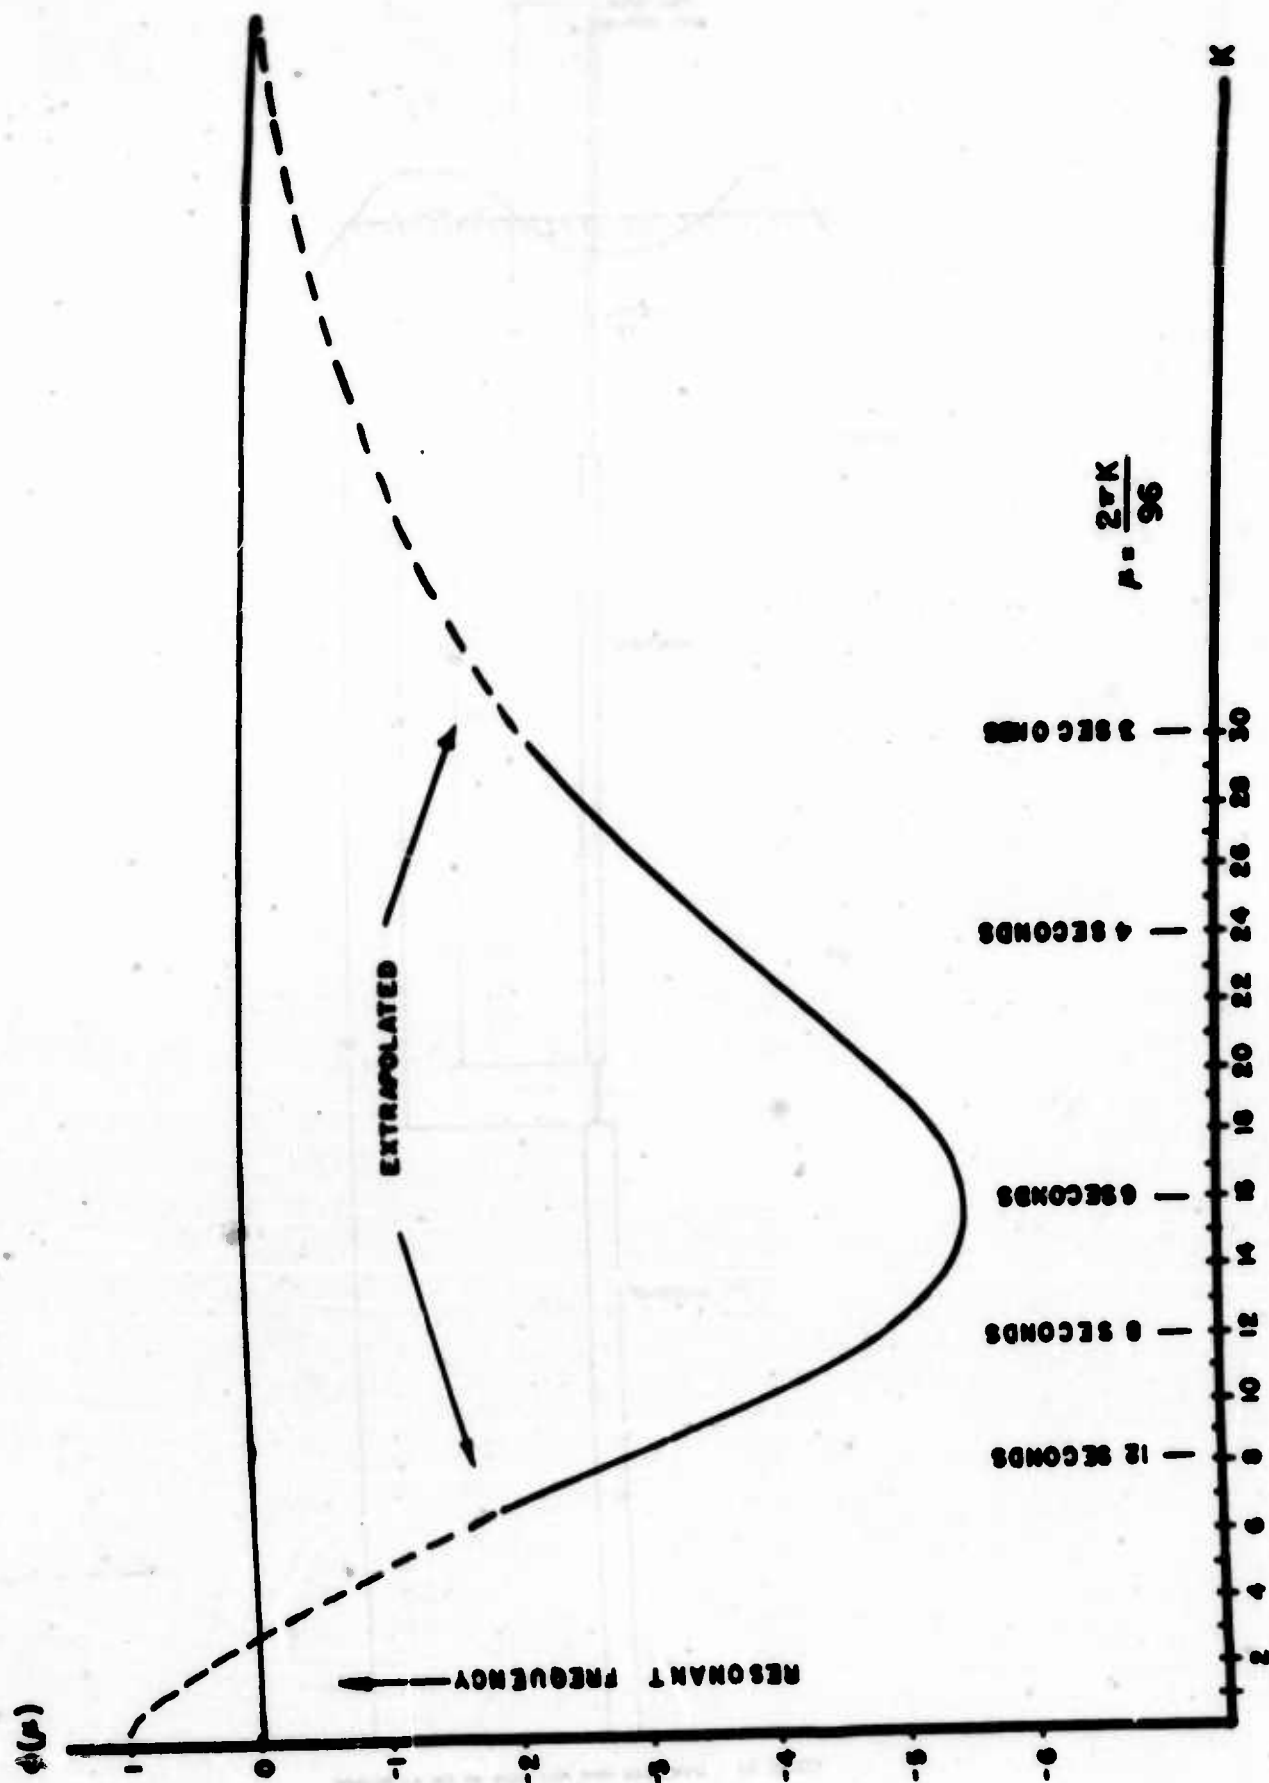 Φ(μ)
1
0
-1
-2
-3
-4
-5
-6
RESONANT FREQUENCY
EXTRAPOLATED
12 SECONDS
8 SECONDS
6 SECONDS
4 SECONDS
3 SECONDS
μ = 2πK
96
2 4 6 8 10 12 14 16 18 20 22 24 26 28 30
K